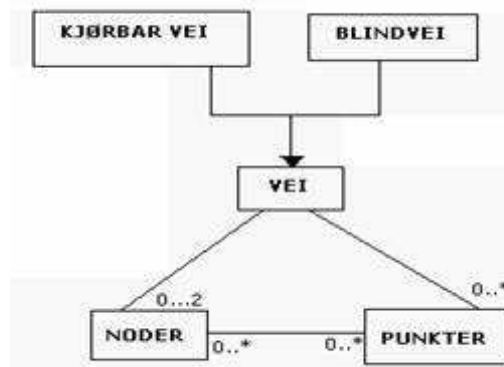 KJØRBAR VEI
BLINDVEI
VEI
0...2
0..*
NODER
0..*
0..*
PUNKTER